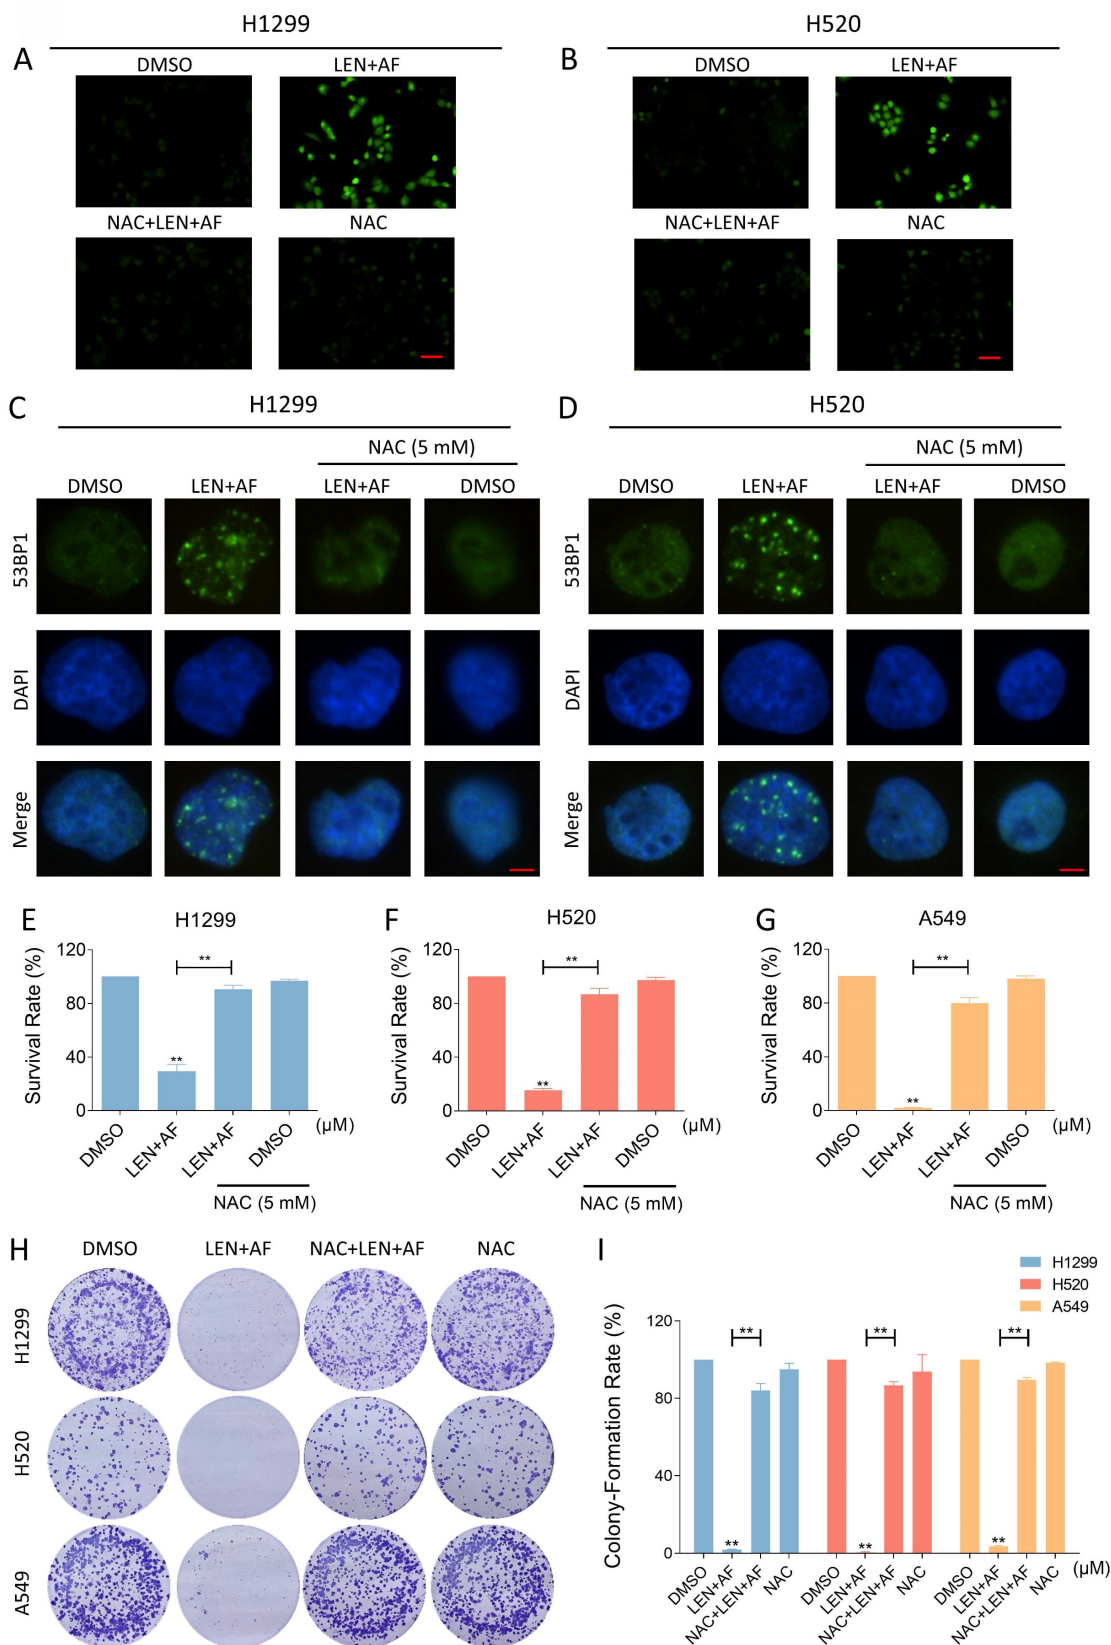 H1299
H520
A
DMSO
LEN+AF
B
DMSO
LEN+AF
NAC+LEN+AF
NAC
NAC+LEN+AF
NAC
C
H1299
D
H520
NAC (5 mM)
NAC (5 mM)
DMSO
LEN+AF
LEN+AF
DMSO
DMSO
LEN+AF
LEN+AF
DMSO
53BP1
53BP1
DAPI
DAPI
Merge
Merge
E
H1299
Survival Rate (%)
120
80
40
0
**
**
DMSO
LEN+AF
LEN+AF
DMSO
(μM)
NAC (5 mM)
F
H520
Survival Rate (%)
120
80
40
0
**
**
DMSO
LEN+AF
LEN+AF
DMSO
(μM)
NAC (5 mM)
G
A549
Survival Rate (%)
120
80
40
0
**
**
DMSO
LEN+AF
LEN+AF
DMSO
(μM)
NAC (5 mM)
H
DMSO
LEN+AF
NAC+LEN+AF
NAC
H1299
H520
A549
I
H1299
H520
A549
Colony-Formation Rate (%)
120
80
40
0
**
**
**
**
**
**
DMSO
LEN+AF
NAC+LEN+AF
NAC
DMSO
LEN+AF
NAC+LEN+AF
NAC
DMSO
LEN+AF
NAC+LEN+AF
NAC
(μM)